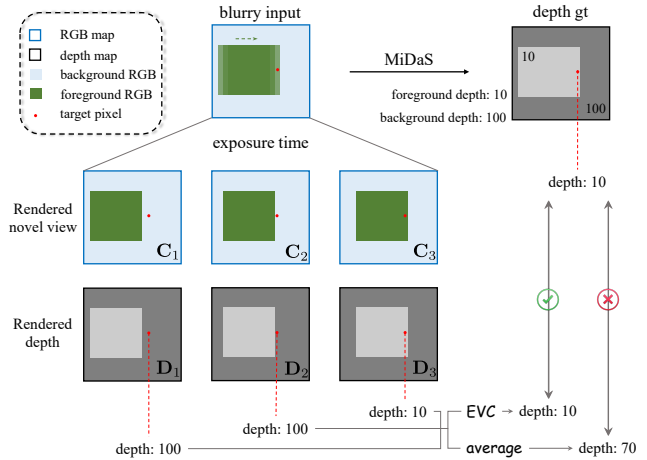 blurry input
depth gt
RGB map
depth map
background RGB
foreground RGB
target pixel
MiDaS
10
100
foreground depth: 10
background depth: 100
exposure time
depth: 10
Rendered
novel view
C1
C2
C3
Rendered
depth
D1
D2
D3
depth: 10
depth: 100
depth: 100
EVC
depth: 10
average
depth: 70